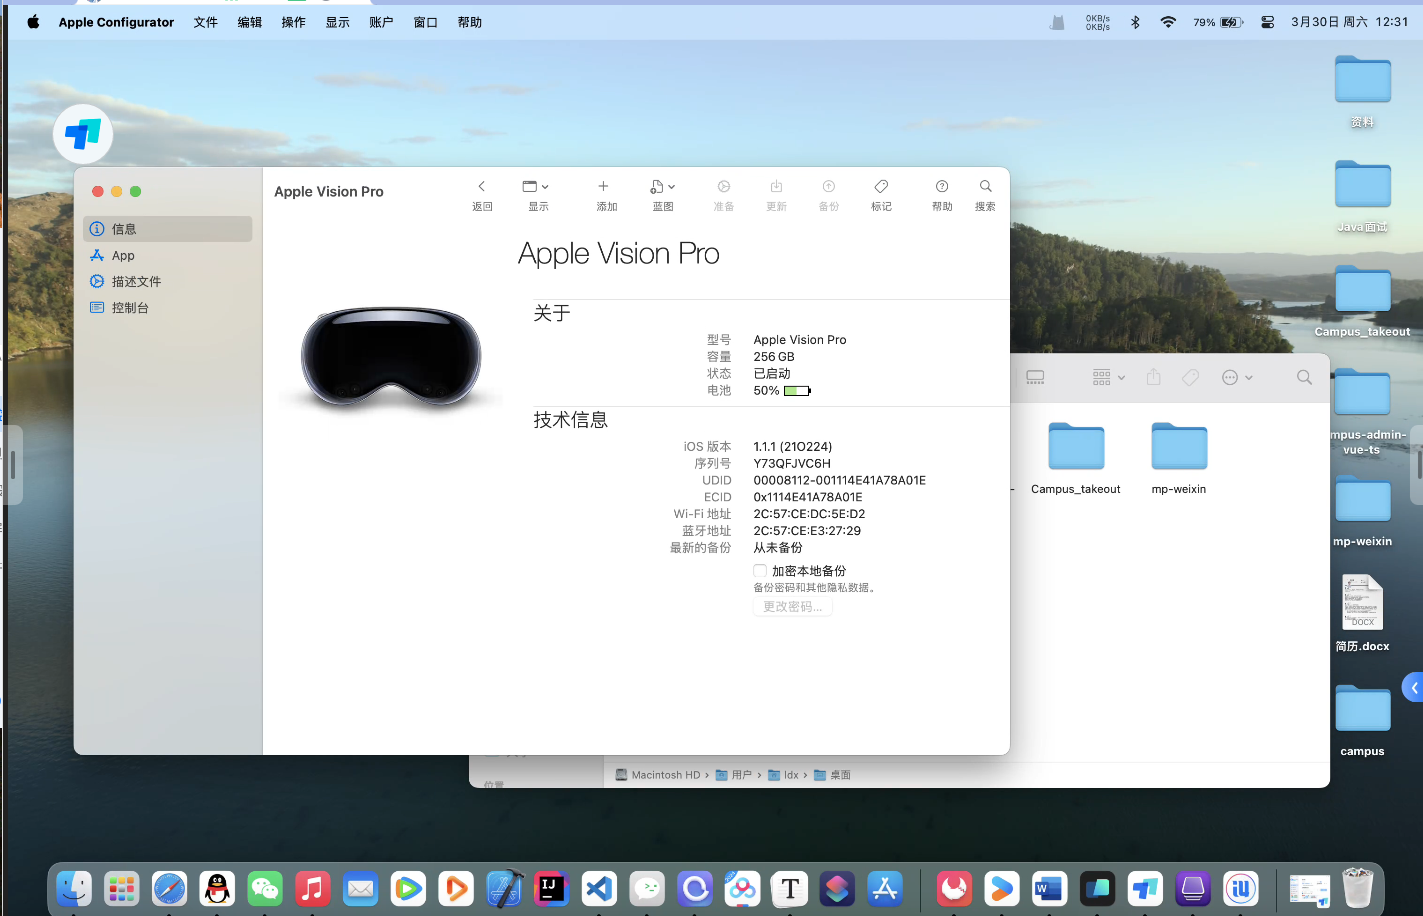 Apple Configurator 文件 编辑 操作 显示 账户 窗口 帮助
0KB/s
0KB/s
79%
3月30日 周六 12:31
资料
Java面试
Campus_takeout
mpus-admin-
vue-ts
mp-weixin
DOCX
简历.docx
campus
Apple Vision Pro
返回 显示 添加 蓝图 准备 更新 备份 标记 帮助 搜索
信息
App
描述文件
控制台
Apple Vision Pro
关于
型号 Apple Vision Pro
容量 256 GB
状态 已启动
电池 50%
技术信息
iOS 版本 1.1.1 (21O224)
序列号 Y73QFJVC6H
UDID 00008112-001114E41A78A01E
ECID 0x1114E41A78A01E
Wi-Fi 地址 2C:57:CE:DC:5E:D2
蓝牙地址 2C:57:CE:E3:27:29
最新的备份 从未备份
加密本地备份
备份密码和其他隐私数据。
更改密码...
Campus_takeout
mp-weixin
位置
Macintosh HD › 用户 › ldx › 桌面
IJ
T
W